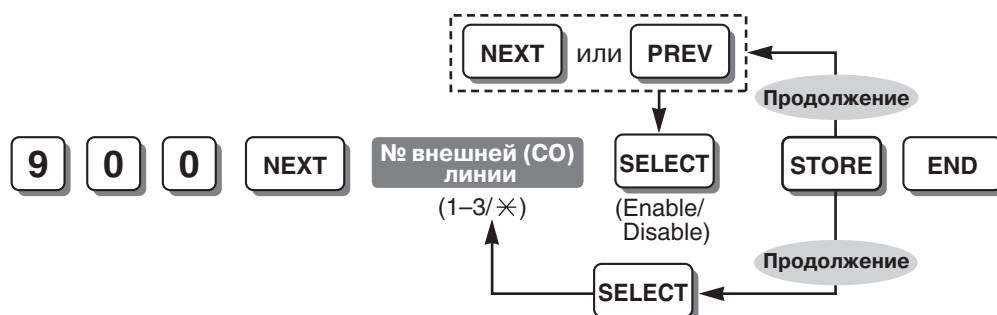 NEXT или PREV
Продолжение
9 0 0 NEXT № внешней (CO) линии SELECT STORE END
(1–3/✳) (Enable/
Disable)
Продолжение
SELECT